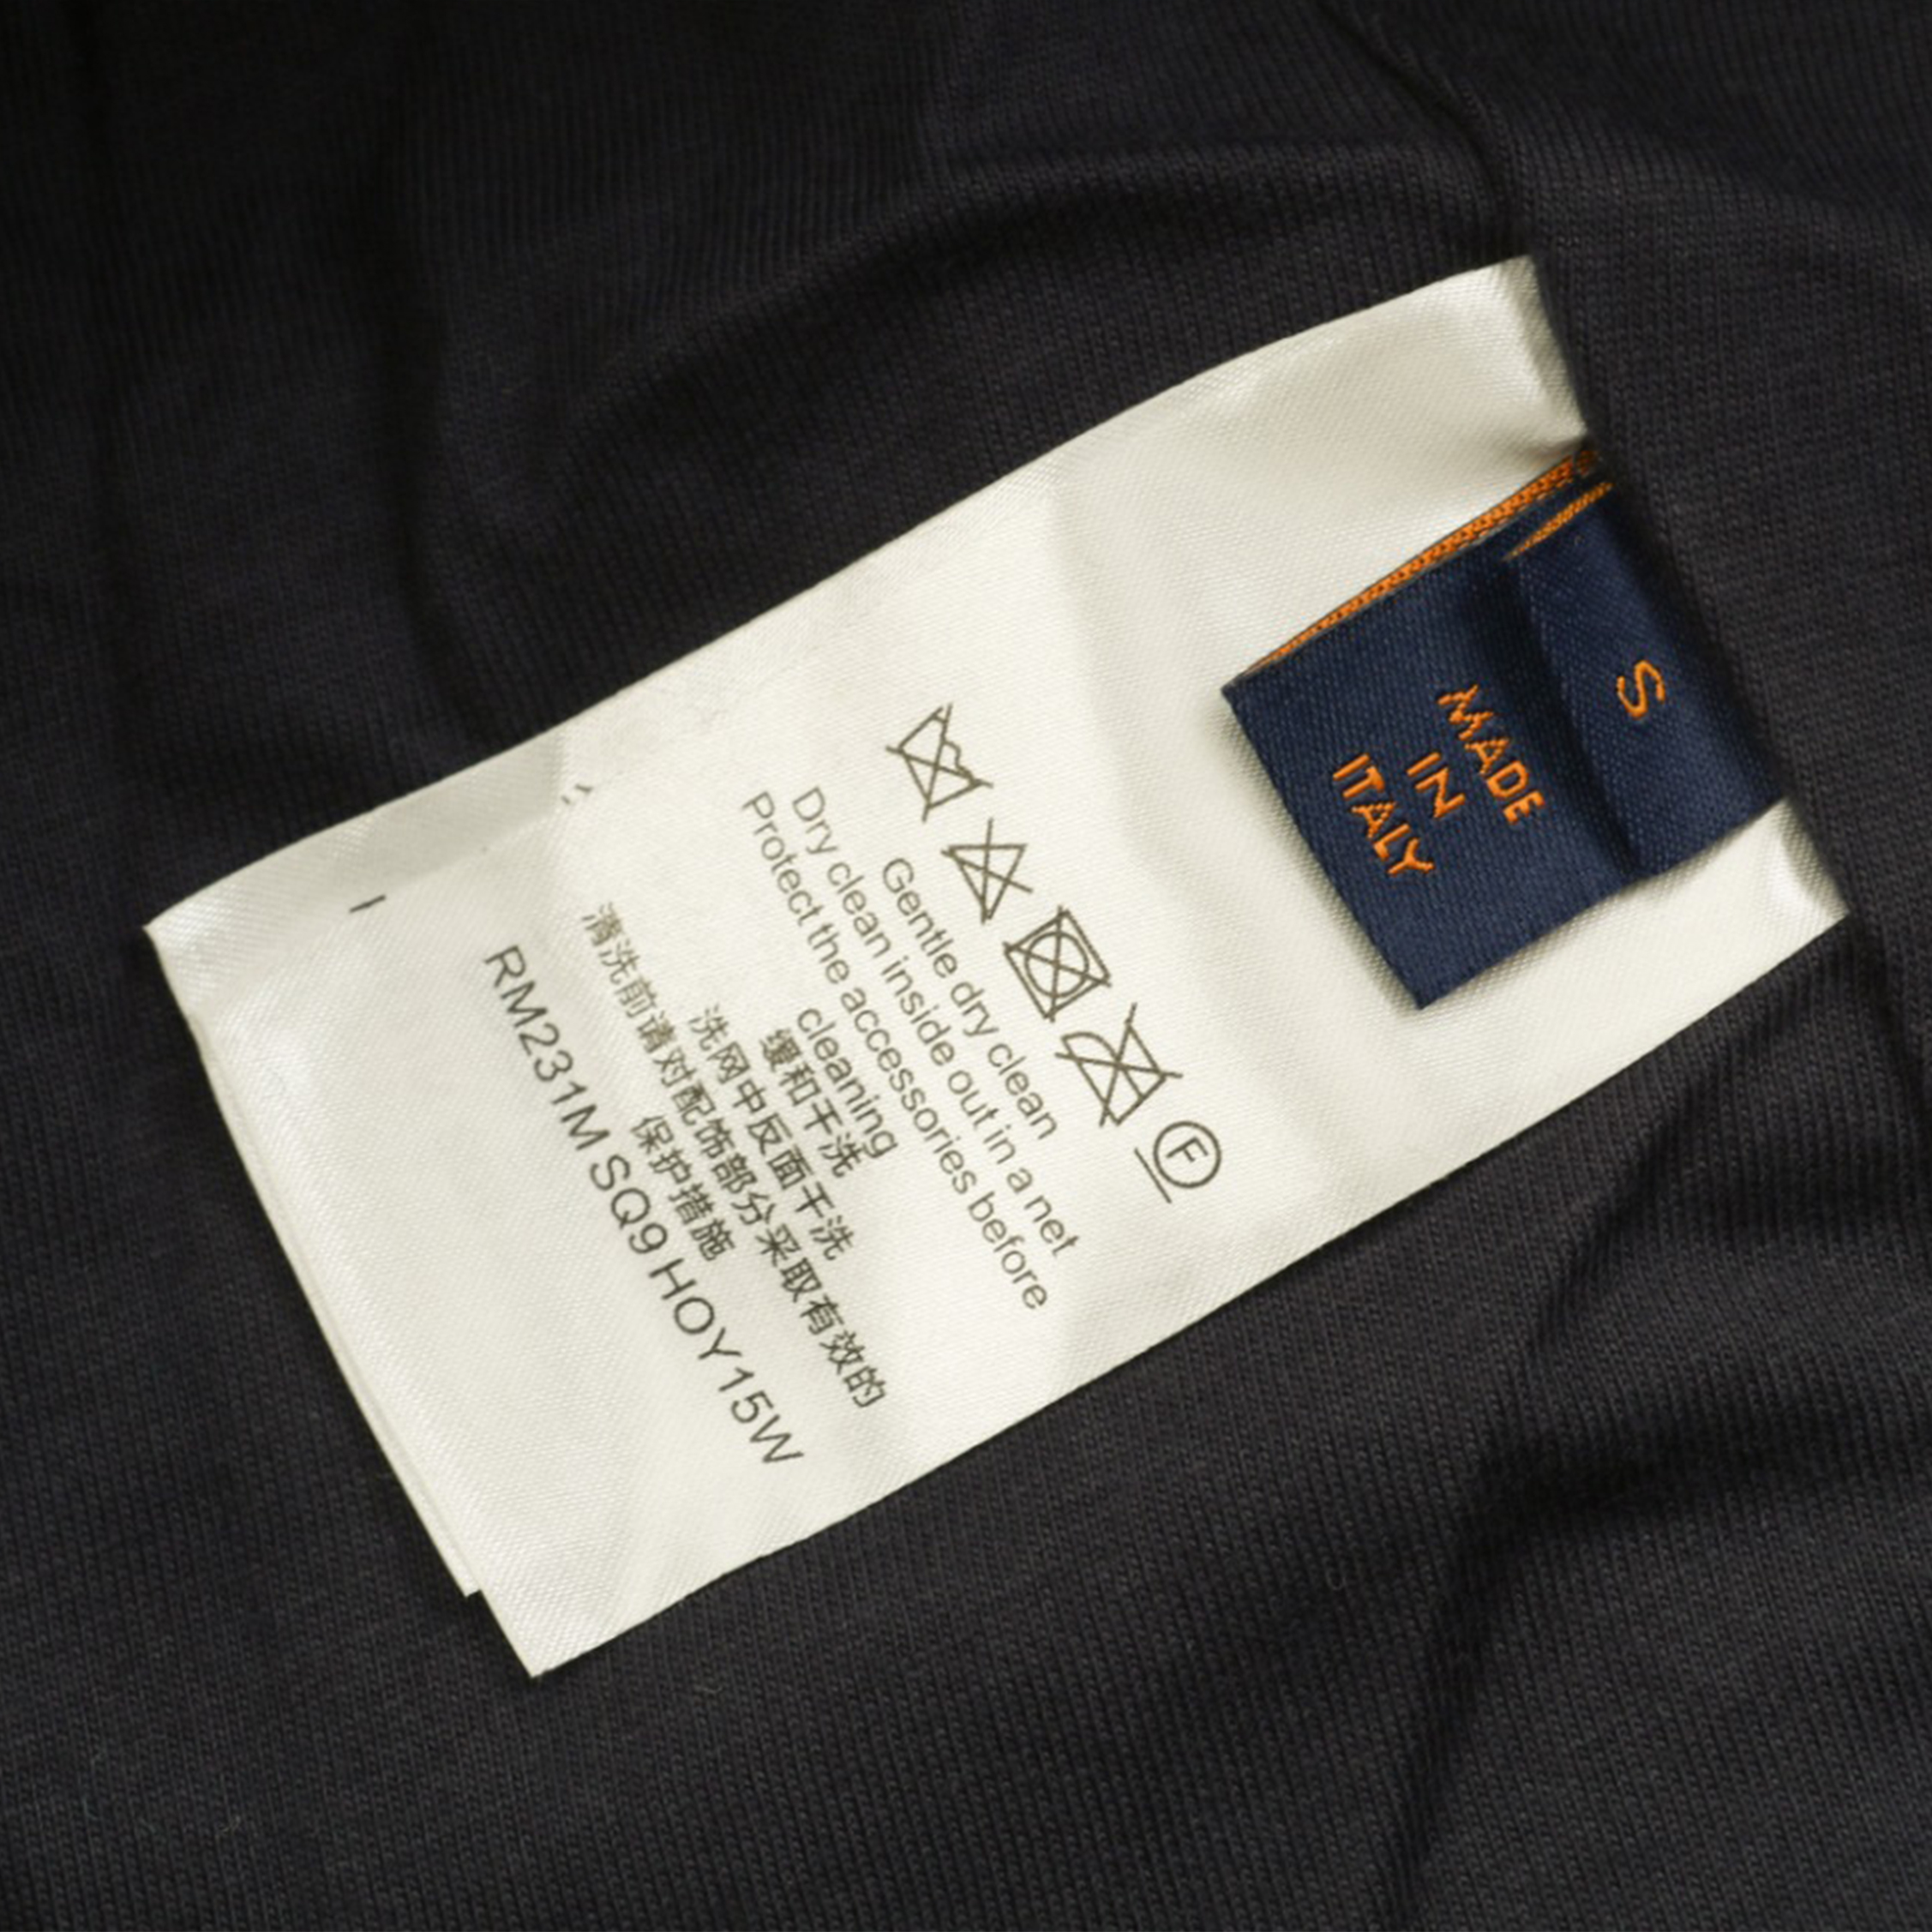 S
MADE
IN
ITALY
F
Gentle dry clean
Dry clean inside out in a net
Protect the accessories before
cleaning
缓和干洗
洗网中反面干洗
清洗前请对配饰部分采取有效的
保护措施
RM231M SQ9 HOY15W